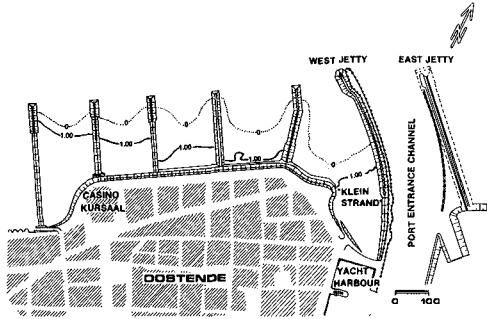 WEST JETTY
EAST JETTY
0
0
0
0
0
1.00
1.00
1.00
1.00
1.00
CASINO
KURSAAL
"KLEIN
STRAND"
PORT ENTRANCE CHANNEL
OOSTENDE
YACHT
HARBOUR
0 100